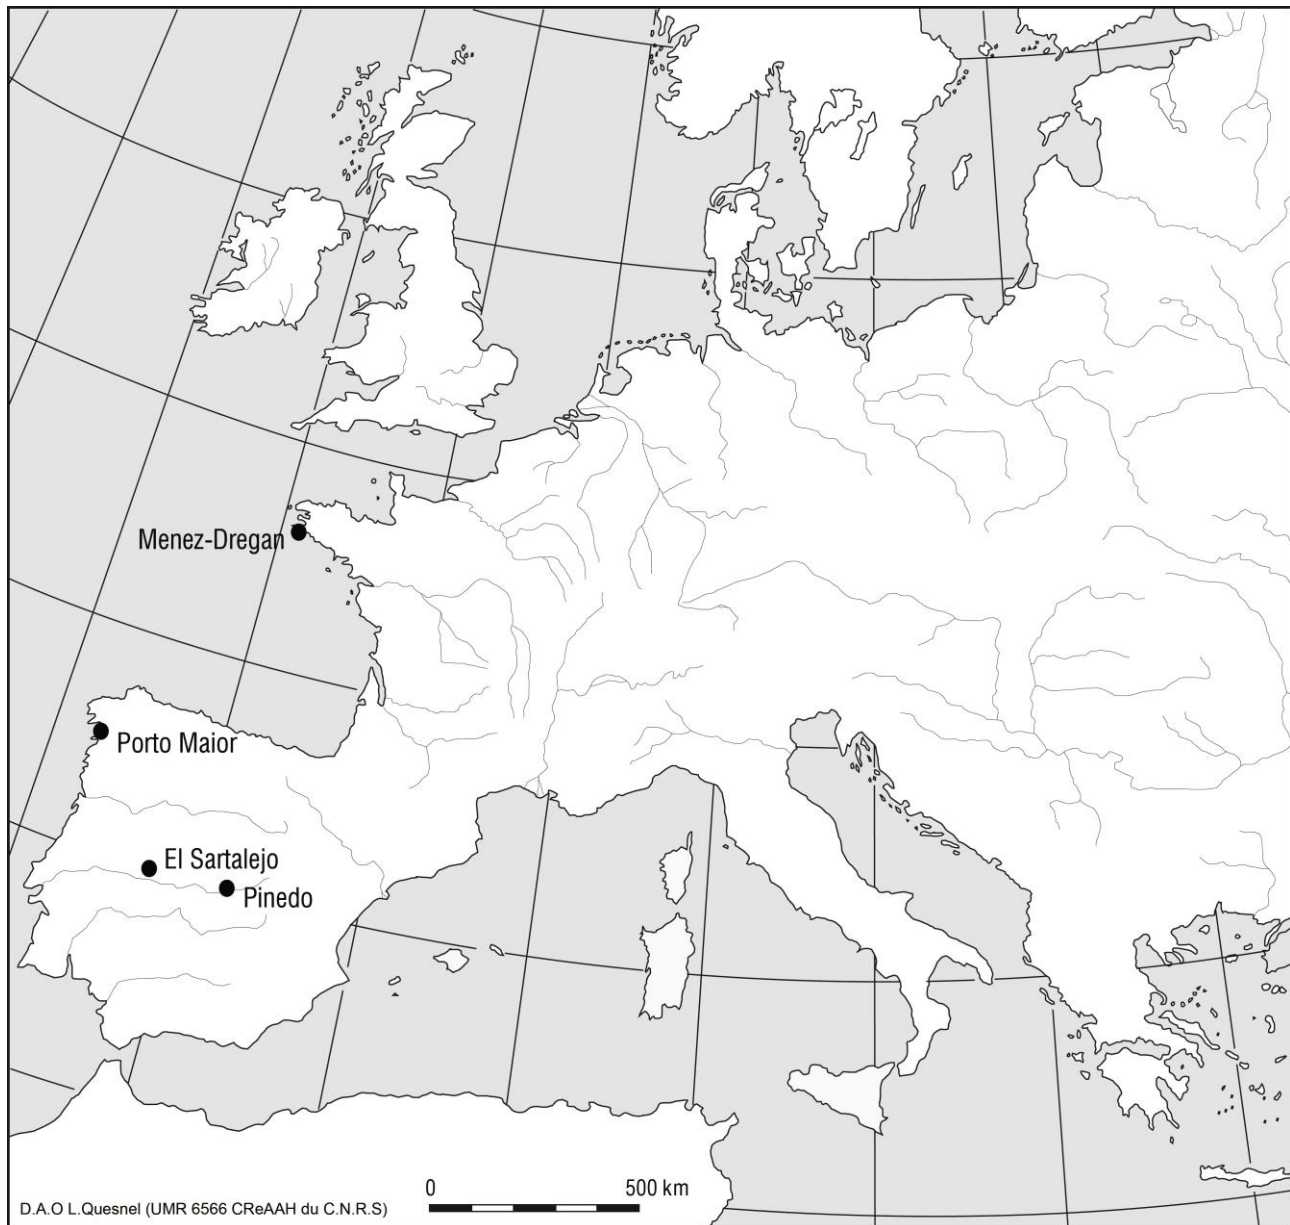 Menez-Dregan
Porto Maior
El Sartalejo
Pinedo
0 500 km
D.A.O L.Quesnel (UMR 6566 CReAAH du C.N.R.S)